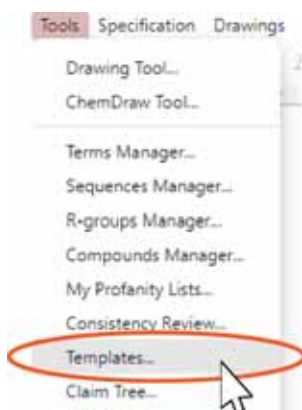 Tools Specification Drawings
Drawing Tool...
ChemDraw Tool...
Terms Manager...
Sequences Manager...
R-groups Manager...
Compounds Manager...
My Profanity Lists...
Consistency Review...
Templates...
Claim Tree...